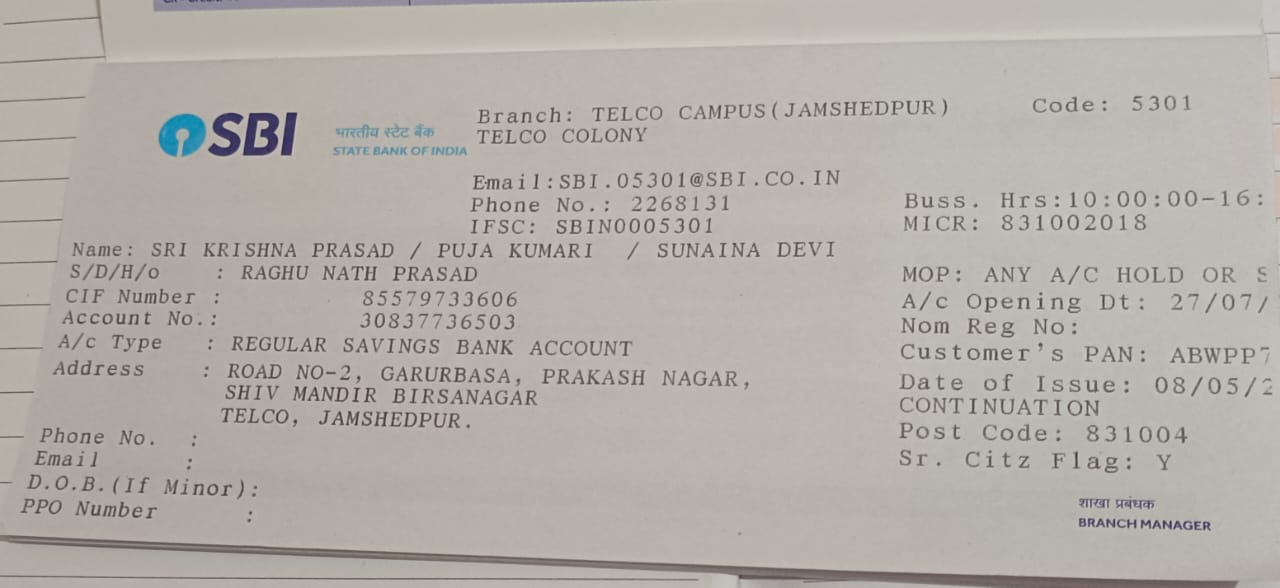 SBI
भारतीय स्टेट बैंक
STATE BANK OF INDIA
Branch: TELCO CAMPUS(JAMSHEDPUR) Code: 5301
TELCO COLONY
Email:SBI.05301@SBI.CO.IN
Phone No.: 2268131 Buss. Hrs:10:00:00-16:
IFSC: SBIN0005301 MICR: 831002018
Name: SRI KRISHNA PRASAD / PUJA KUMARI / SUNAINA DEVI
S/D/H/o : RAGHU NATH PRASAD MOP: ANY A/C HOLD OR S
CIF Number : 85579733606 A/c Opening Dt: 27/07/
Account No.: 30837736503 Nom Reg No:
A/c Type : REGULAR SAVINGS BANK ACCOUNT Customer's PAN: ABWPP7
Address : ROAD NO-2, GARURBASA, PRAKASH NAGAR, Date of Issue: 08/05/2
SHIV MANDIR BIRSANAGAR CONTINUATION
TELCO, JAMSHEDPUR. Post Code: 831004
Phone No. :
Email : Sr. Citz Flag: Y
D.O.B.(If Minor):
PPO Number :
शाखा प्रबंधक
BRANCH MANAGER